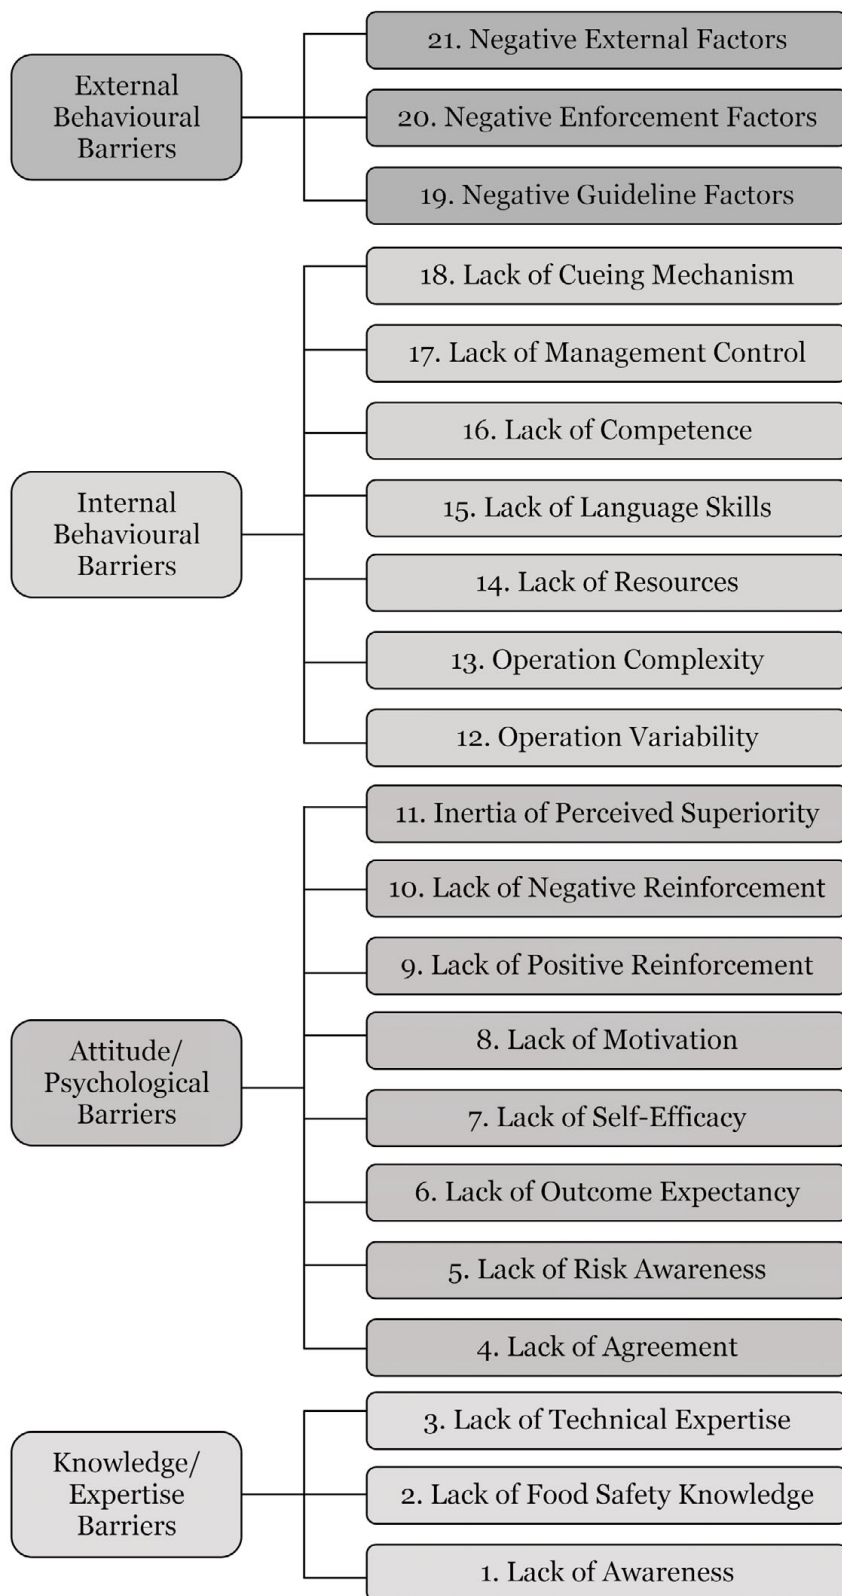 External
Behavioural
Barriers
21. Negative External Factors
20. Negative Enforcement Factors
19. Negative Guideline Factors
Internal
Behavioural
Barriers
18. Lack of Cueing Mechanism
17. Lack of Management Control
16. Lack of Competence
15. Lack of Language Skills
14. Lack of Resources
13. Operation Complexity
12. Operation Variability
Attitude/
Psychological
Barriers
11. Inertia of Perceived Superiority
10. Lack of Negative Reinforcement
9. Lack of Positive Reinforcement
8. Lack of Motivation
7. Lack of Self-Efficacy
6. Lack of Outcome Expectancy
5. Lack of Risk Awareness
4. Lack of Agreement
Knowledge/
Expertise
Barriers
3. Lack of Technical Expertise
2. Lack of Food Safety Knowledge
1. Lack of Awareness